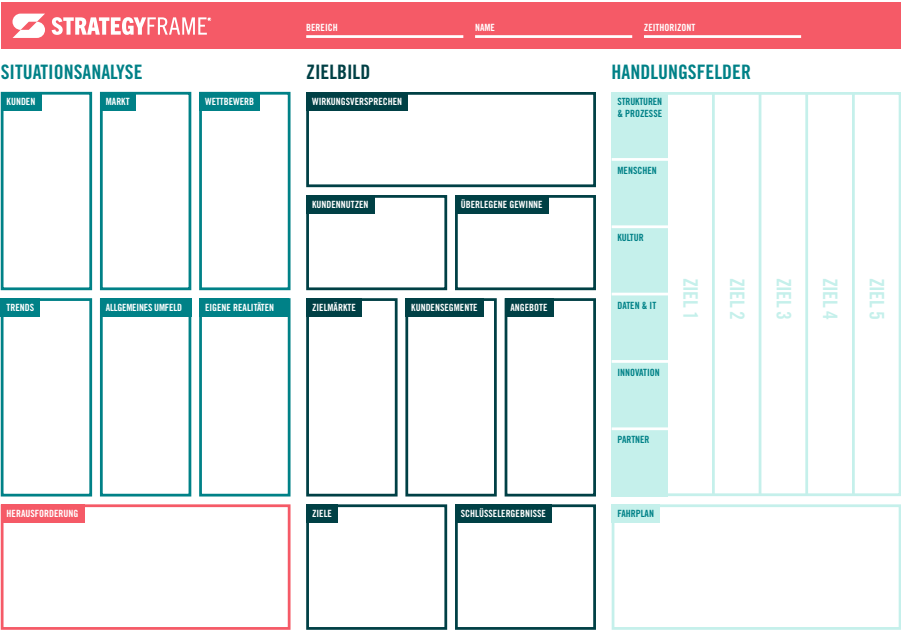 STRATEGYFRAME®
BEREICH
NAME
ZEITHORIZONT
SITUATIONSANALYSE
KUNDEN
MARKT
WETTBEWERB
TRENDS
ALLGEMEINES UMFELD
EIGENE REALITÄTEN
HERAUSFORDERUNG
ZIELBILD
WIRKUNGSVERSPRECHEN
KUNDENNUTZEN
ÜBERLEGENE GEWINNE
ZIELMÄRKTE
KUNDENSEGMENTE
ANGEBOTE
ZIELE
SCHLÜSSELERGEBNISSE
HANDLUNGSFELDER
STRUKTUREN
& PROZESSE
MENSCHEN
KULTUR
DATEN & IT
INNOVATION
PARTNER
ZIEL 1
ZIEL 2
ZIEL 3
ZIEL 4
ZIEL 5
FAHRPLAN